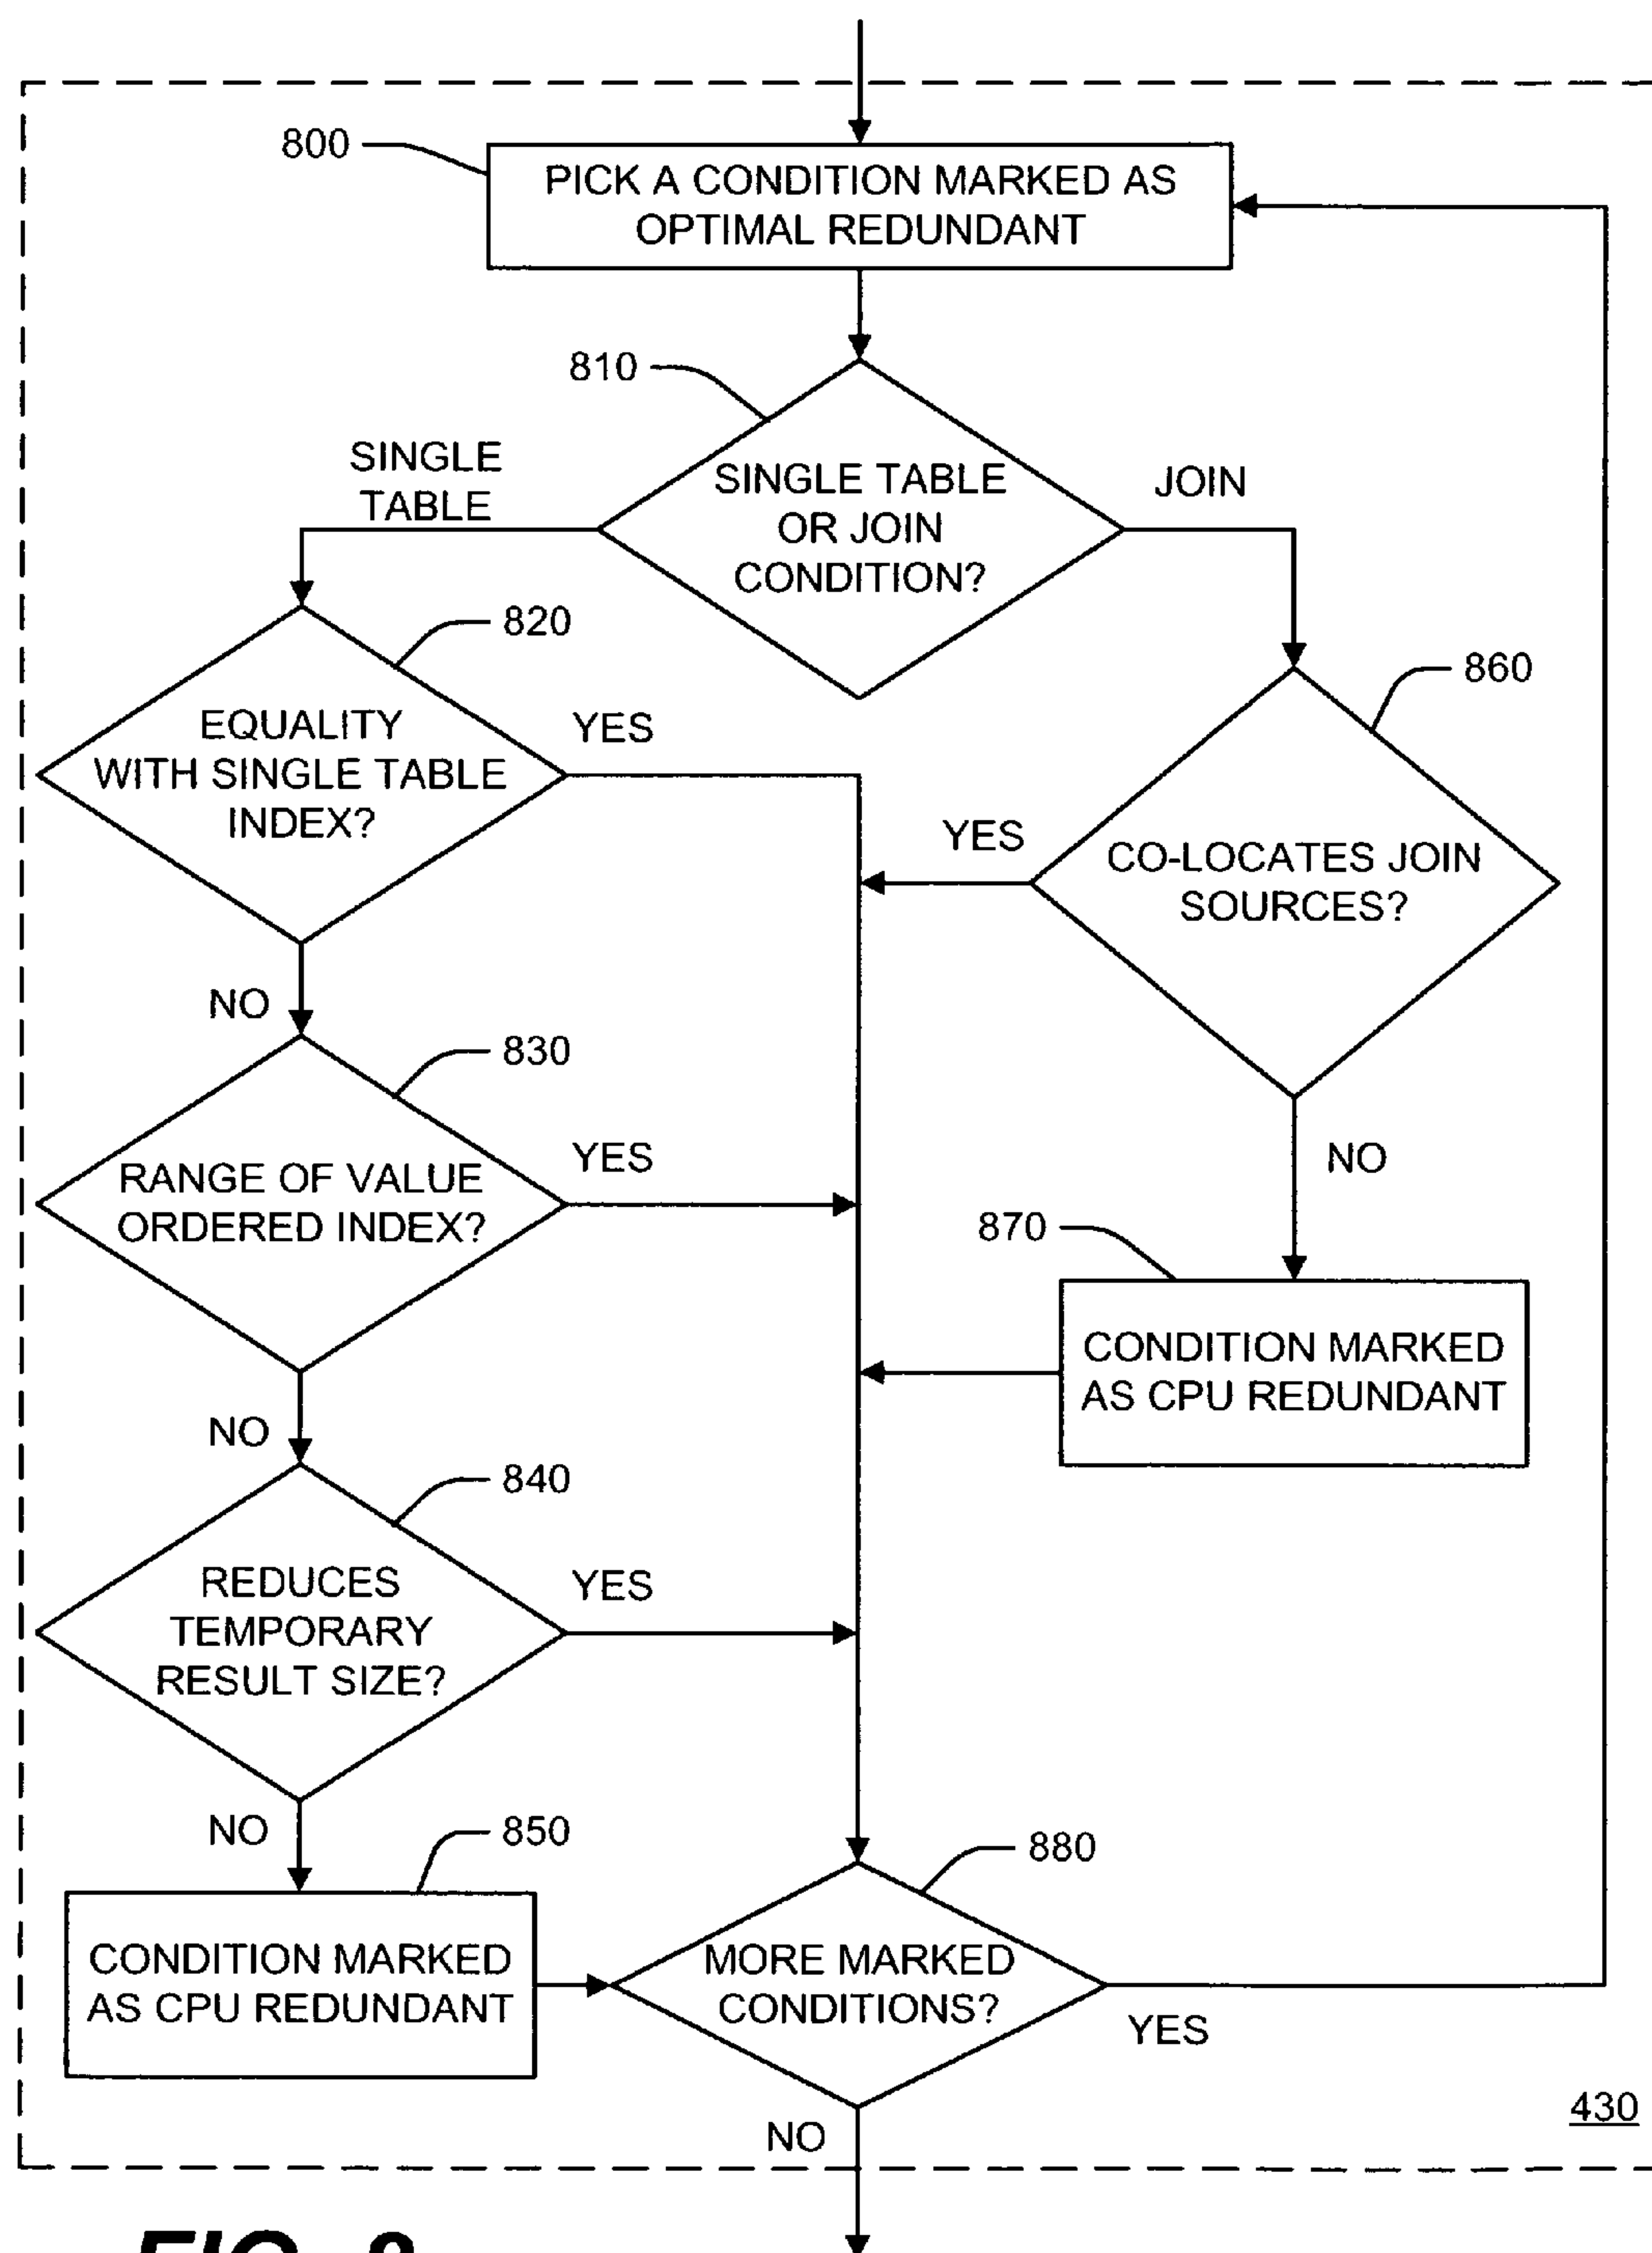 800
PICK A CONDITION MARKED AS
OPTIMAL REDUNDANT
810
SINGLE
TABLE
SINGLE TABLE
OR JOIN
CONDITION?
JOIN
820
EQUALITY
WITH SINGLE TABLE
INDEX?
YES
860
CO-LOCATES JOIN
SOURCES?
YES
NO
NO
830
RANGE OF VALUE
ORDERED INDEX?
YES
870
CONDITION MARKED
AS CPU REDUNDANT
NO
840
REDUCES
TEMPORARY
RESULT SIZE?
YES
NO
850
CONDITION MARKED
AS CPU REDUNDANT
880
MORE MARKED
CONDITIONS?
YES
NO
430